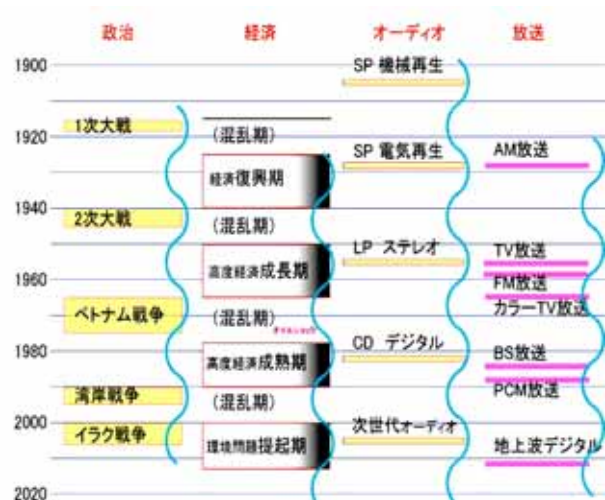 政治 経済 オーディオ 放送
1900
SP 機械再生
1次大戦
(混乱期)
1920
SP 電気再生
AM放送
経済復興期
1940
2次大戦
(混乱期)
LP ステレオ
TV放送
高度経済成長期
1960
FM放送
ベトナム戦争
(混乱期)
カラーTV放送
CD デジタル
1980
高度経済成熟期
BS放送
湾岸戦争
(混乱期)
PCM放送
2000
イラク戦争
次世代オーディオ
環境問題提起期
地上波デジタル
2020